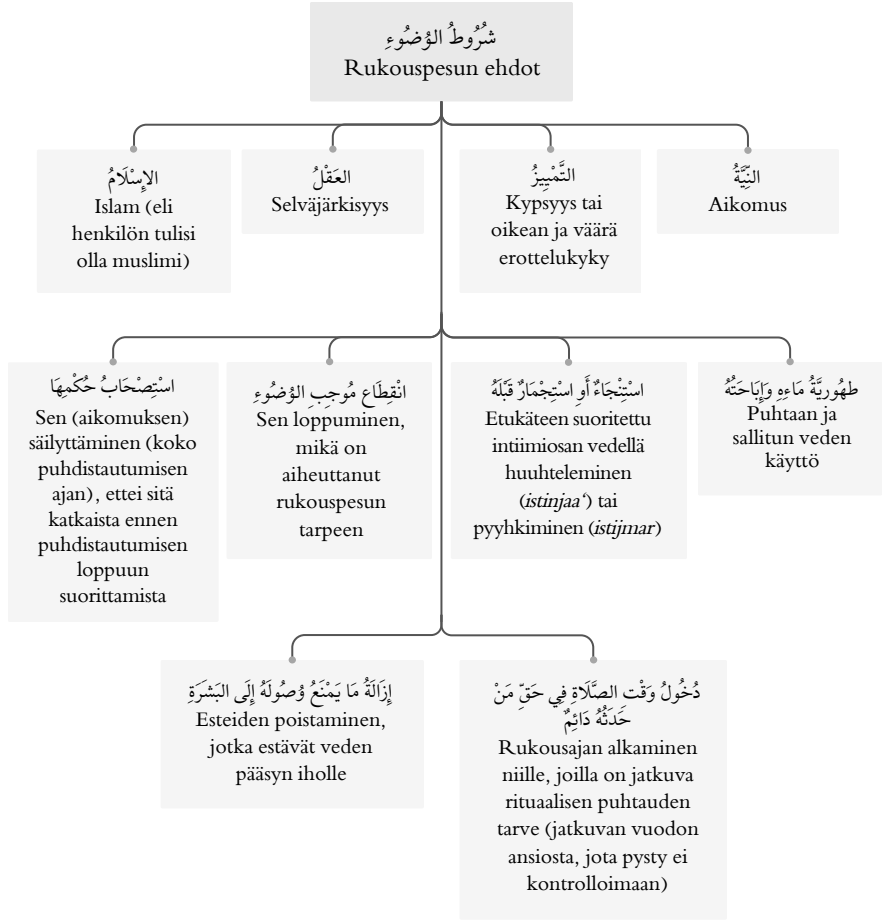 شُرُوطُ الوُضُوءِ
Rukouspesun ehdot
الإِسْلَامُ
Islam (eli
henkilön tulisi
olla muslimi)
العَقْلُ
Selväjärkisyys
التَّمْيِيزُ
Kypsyys tai
oikean ja väärä
erottelukyky
النِّيَّةُ
Aikomus
اسْتِصْحَابُ حُكْمِهَا
Sen (aikomuksen)
säilyttäminen (koko
puhdistautumisen
ajan), ettei sitä
katkaista ennen
puhdistautumisen
loppuun
suorittamista
انْقِطَاع مُوجِبِ الوُضُوءِ
Sen loppuminen,
mikä on
aiheuttanut
rukouspesun
tarpeen
اسْتِنْجَاءٌ أَوِ اسْتِجْمَارٌ قَبْلَهُ
Etukäteen suoritettu
intiimiosan vedellä
huuhteleminen
(istinjaa‘) tai
pyyhkiminen (istijmar)
طهُورِيَّةُ مَاءِهِ وَإِبَاحَتُهُ
Puhtaan ja
sallitun veden
käyttö
إِزَالَةُ مَا يَمْنَعُ وُصُولَهُ إِلَى البَشَرَةِ
Esteiden poistaminen,
jotka estävät veden
pääsyn iholle
دُخُولُ وَقْتِ الصَّلَاةِ فِي حَقِّ مَنْ
حَدَثُهُ دَائِمٌ
Rukousajan alkaminen
niille, joilla on jatkuva
rituaalisen puhtauden
tarve (jatkuvan vuodon
ansiosta, jota pysty ei
kontrolloimaan)